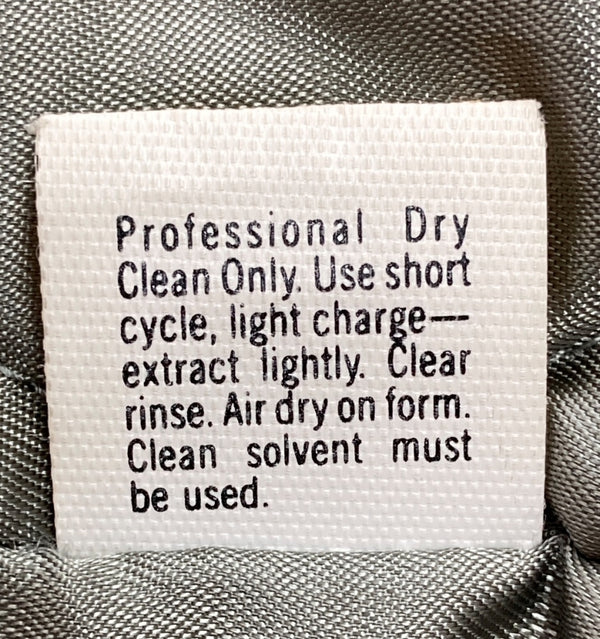 Professional Dry
Clean Only. Use short
cycle, light charge—
extract lightly. Clear
rinse. Air dry on form.
Clean solvent must
be used.